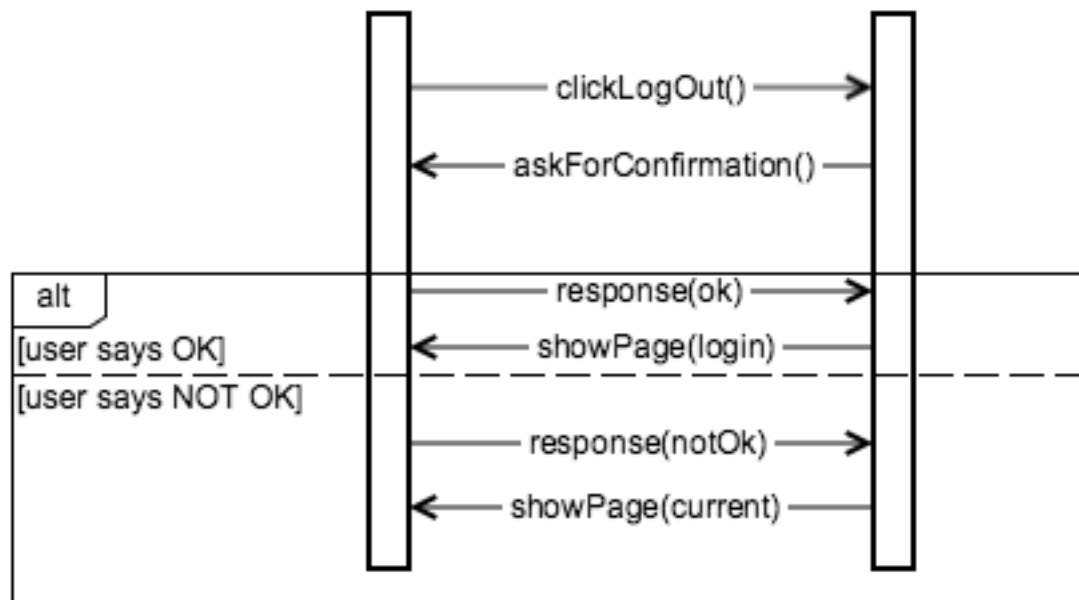 clickLogOut()
askForConfirmation()
alt
response(ok)
[user says OK]
showPage(login)
[user says NOT OK]
response(notOk)
showPage(current)